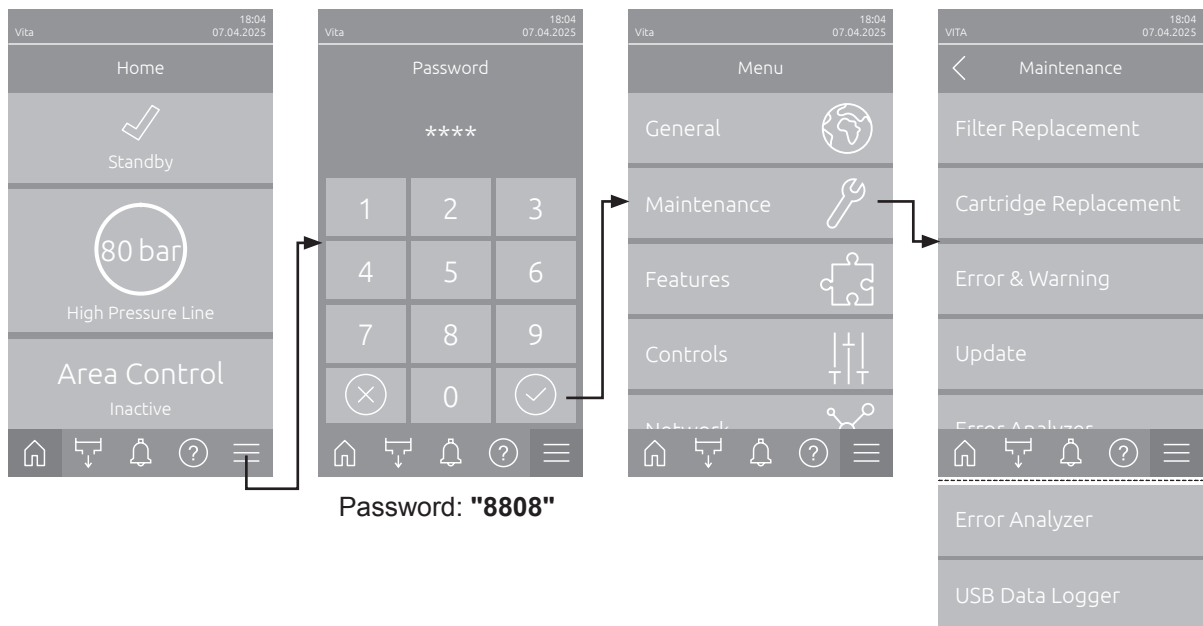 18:04
Vita 07.04.2025
Home
Standby
80 bar
High Pressure Line
Area Control
Inactive
?
18:04
Vita 07.04.2025
Password
****
1 2 3
4 5 6
7 8 9
0
?
Password: "8808"
18:04
Vita 07.04.2025
Menu
General
Maintenance
Features
Controls
Network
?
18:04
VITA 07.04.2025
Maintenance
Filter Replacement
Cartridge Replacement
Error & Warning
Update
Error Analyzer
?
Error Analyzer
USB Data Logger